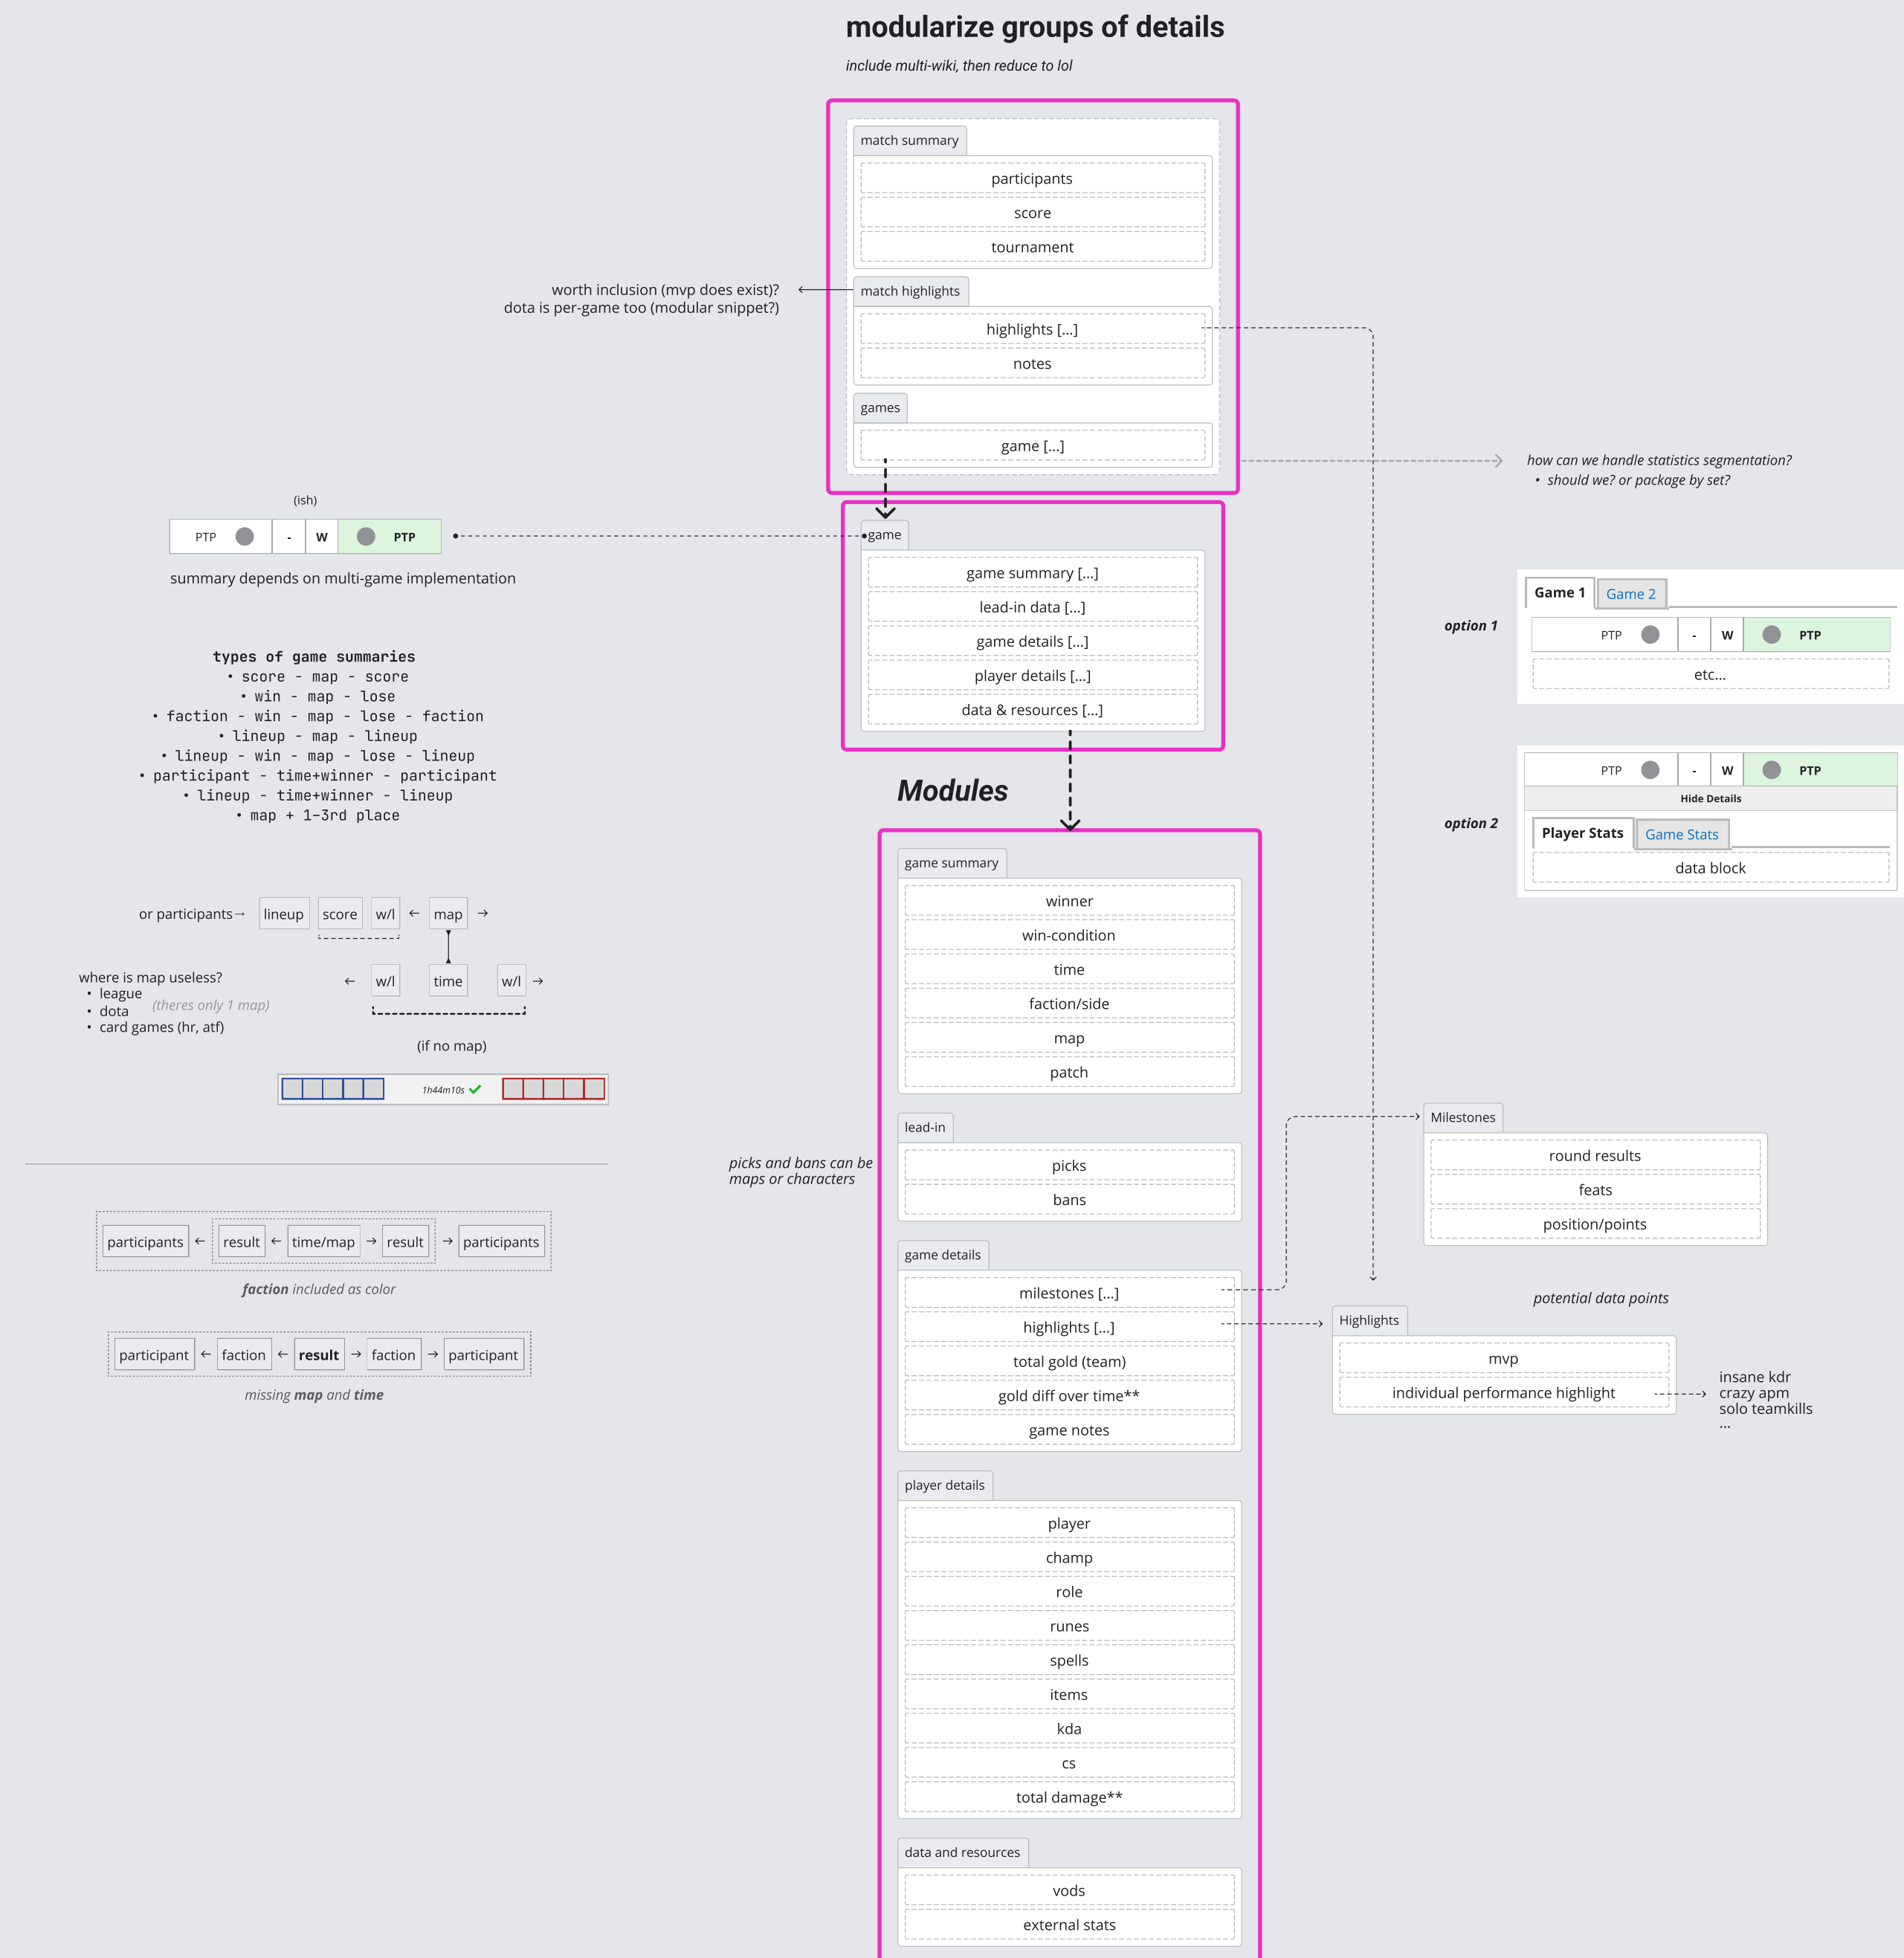 modularize groups of details
include multi-wiki, then reduce to lol
match summary
participants
score
tournament
match highlights
highlights [...]
notes
games
game [...]
worth inclusion (mvp does exist)?
dota is per-game too (modular snippet?)
how can we handle statistics segmentation?
• should we? or package by set?
(ish)
PTP - W PTP
summary depends on multi-game implementation
game
game summary [...]
lead-in data [...]
game details [...]
player details [...]
data & resources [...]
option 1
Game 1 Game 2
PTP - W PTP
etc...
option 2
PTP - W PTP
Hide Details
Player Stats Game Stats
data block
types of game summaries
• score - map - score
• win - map - lose
• faction - win - map - lose - faction
• lineup - map - lineup
• lineup - win - map - lose - lineup
• participant - time+winner - participant
• lineup - time+winner - lineup
• map + 1-3rd place
or participants→ lineup score w/l ← map →
← w/l time w/l →
where is map useless?
• league
(theres only 1 map)
• dota
• card games (hr, atf)
(if no map)
1h44m10s
participants ← result ← time/map → result → participants
faction included as color
participant ← faction ← result → faction → participant
missing map and time
Modules
game summary
winner
win-condition
time
faction/side
map
patch
lead-in
picks
bans
picks and bans can be
maps or characters
game details
milestones [...]
highlights [...]
total gold (team)
gold diff over time**
game notes
player details
player
champ
role
runes
spells
items
kda
cs
total damage**
data and resources
vods
external stats
Milestones
round results
feats
position/points
potential data points
Highlights
mvp
individual performance highlight
insane kdr
crazy apm
solo teamkills
...